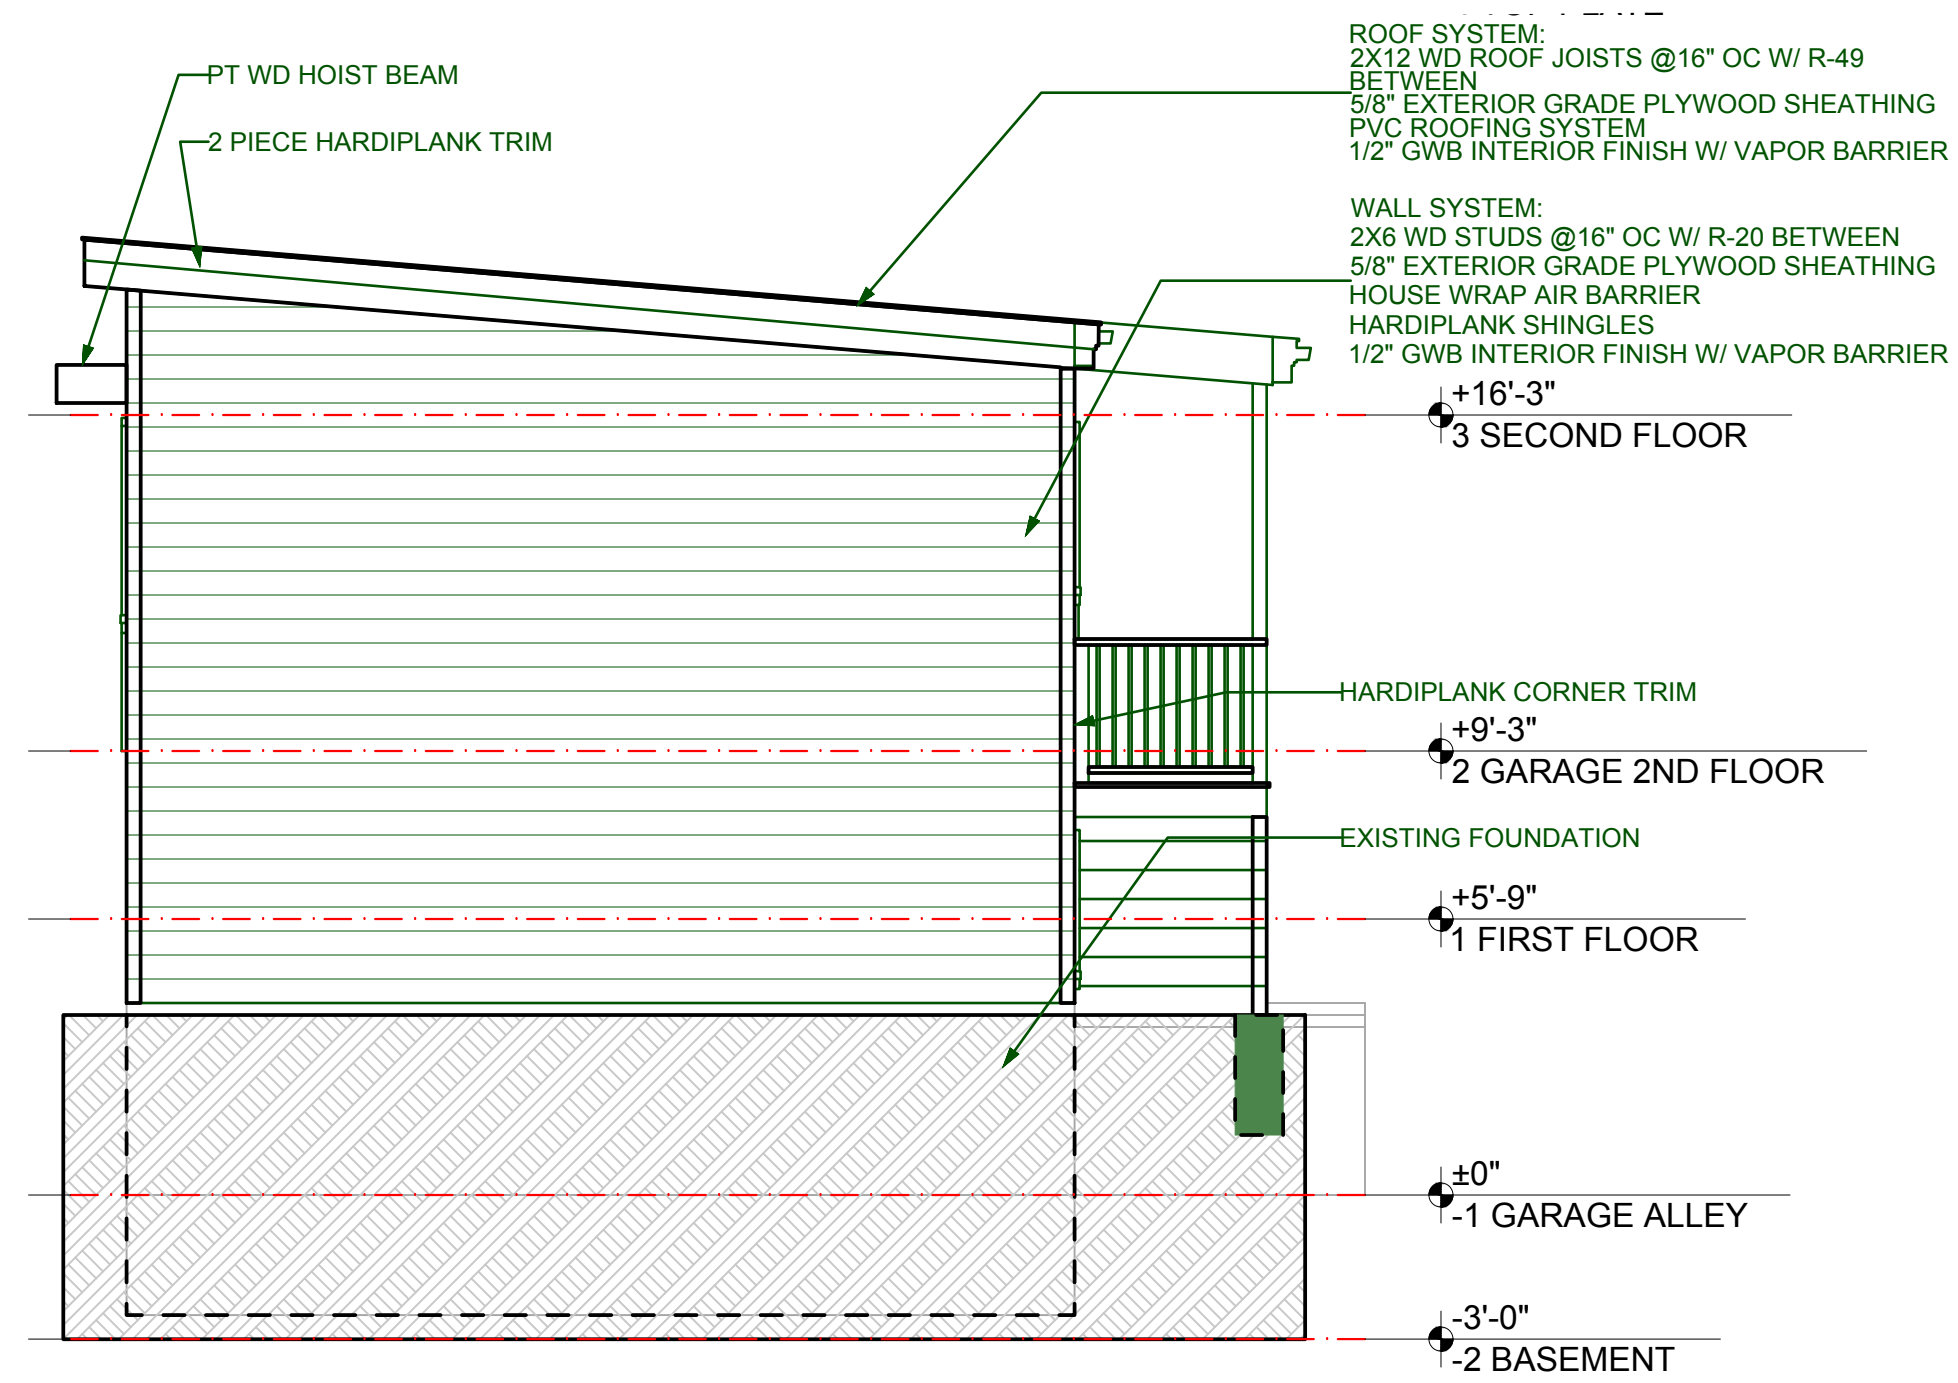 PT WD HOIST BEAM
2 PIECE HARDIPLANK TRIM
ROOF SYSTEM:
2X12 WD ROOF JOISTS @16" OC W/ R-49
BETWEEN
5/8" EXTERIOR GRADE PLYWOOD SHEATHING
PVC ROOFING SYSTEM
1/2" GWB INTERIOR FINISH W/ VAPOR BARRIER
WALL SYSTEM:
2X6 WD STUDS @16" OC W/ R-20 BETWEEN
5/8" EXTERIOR GRADE PLYWOOD SHEATHING
HOUSE WRAP AIR BARRIER
HARDIPLANK SHINGLES
1/2" GWB INTERIOR FINISH W/ VAPOR BARRIER
+16'-3"
3 SECOND FLOOR
HARDIPLANK CORNER TRIM
+9'-3"
2 GARAGE 2ND FLOOR
EXISTING FOUNDATION
+5'-9"
1 FIRST FLOOR
±0"
-1 GARAGE ALLEY
-3'-0"
-2 BASEMENT